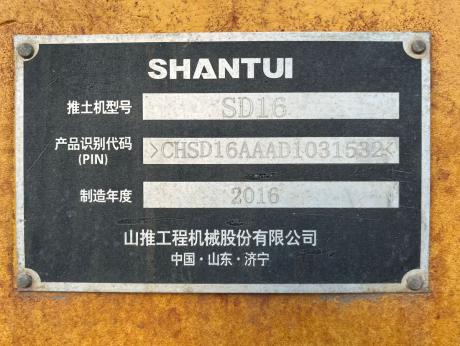 SHANTUI
推土机型号 SD16
产品识别代码 >CHSD16AAAD1031532<
(PIN)
制造年度 2016
山推工程机械股份有限公司
中国·山东·济宁